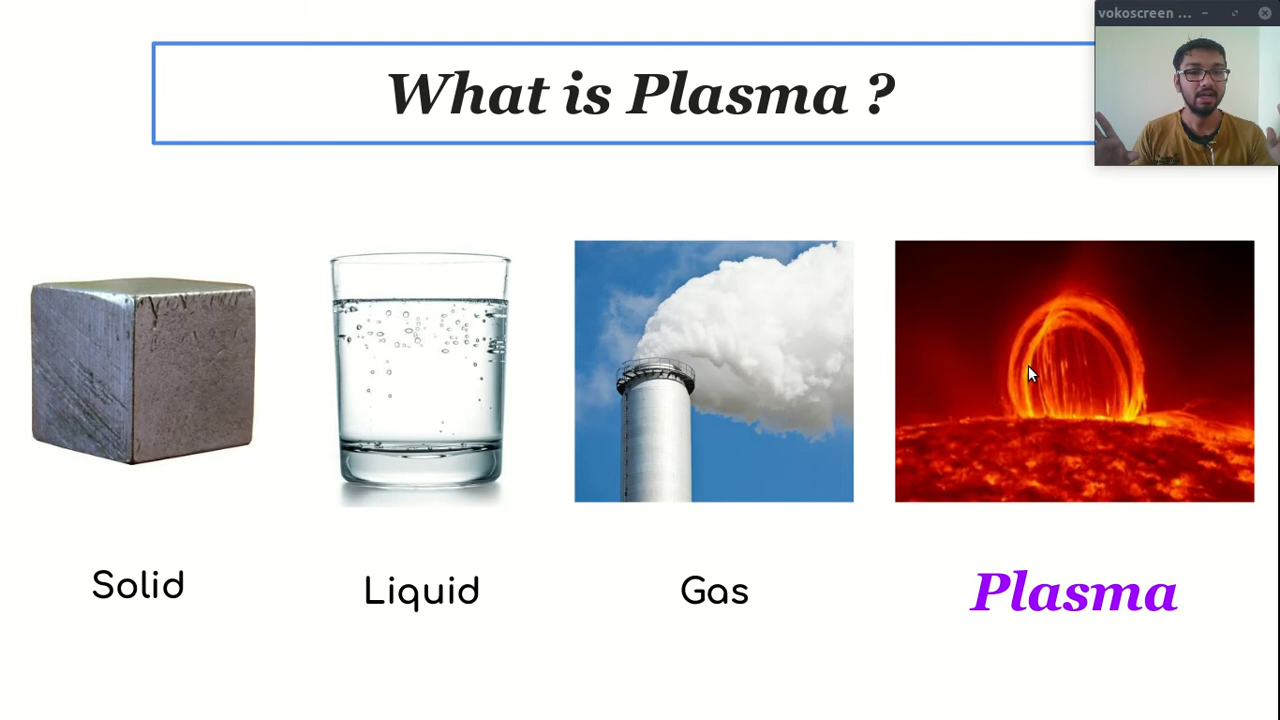 vokoscreen ...
What is Plasma ?
Solid
Liquid
Gas
Plasma